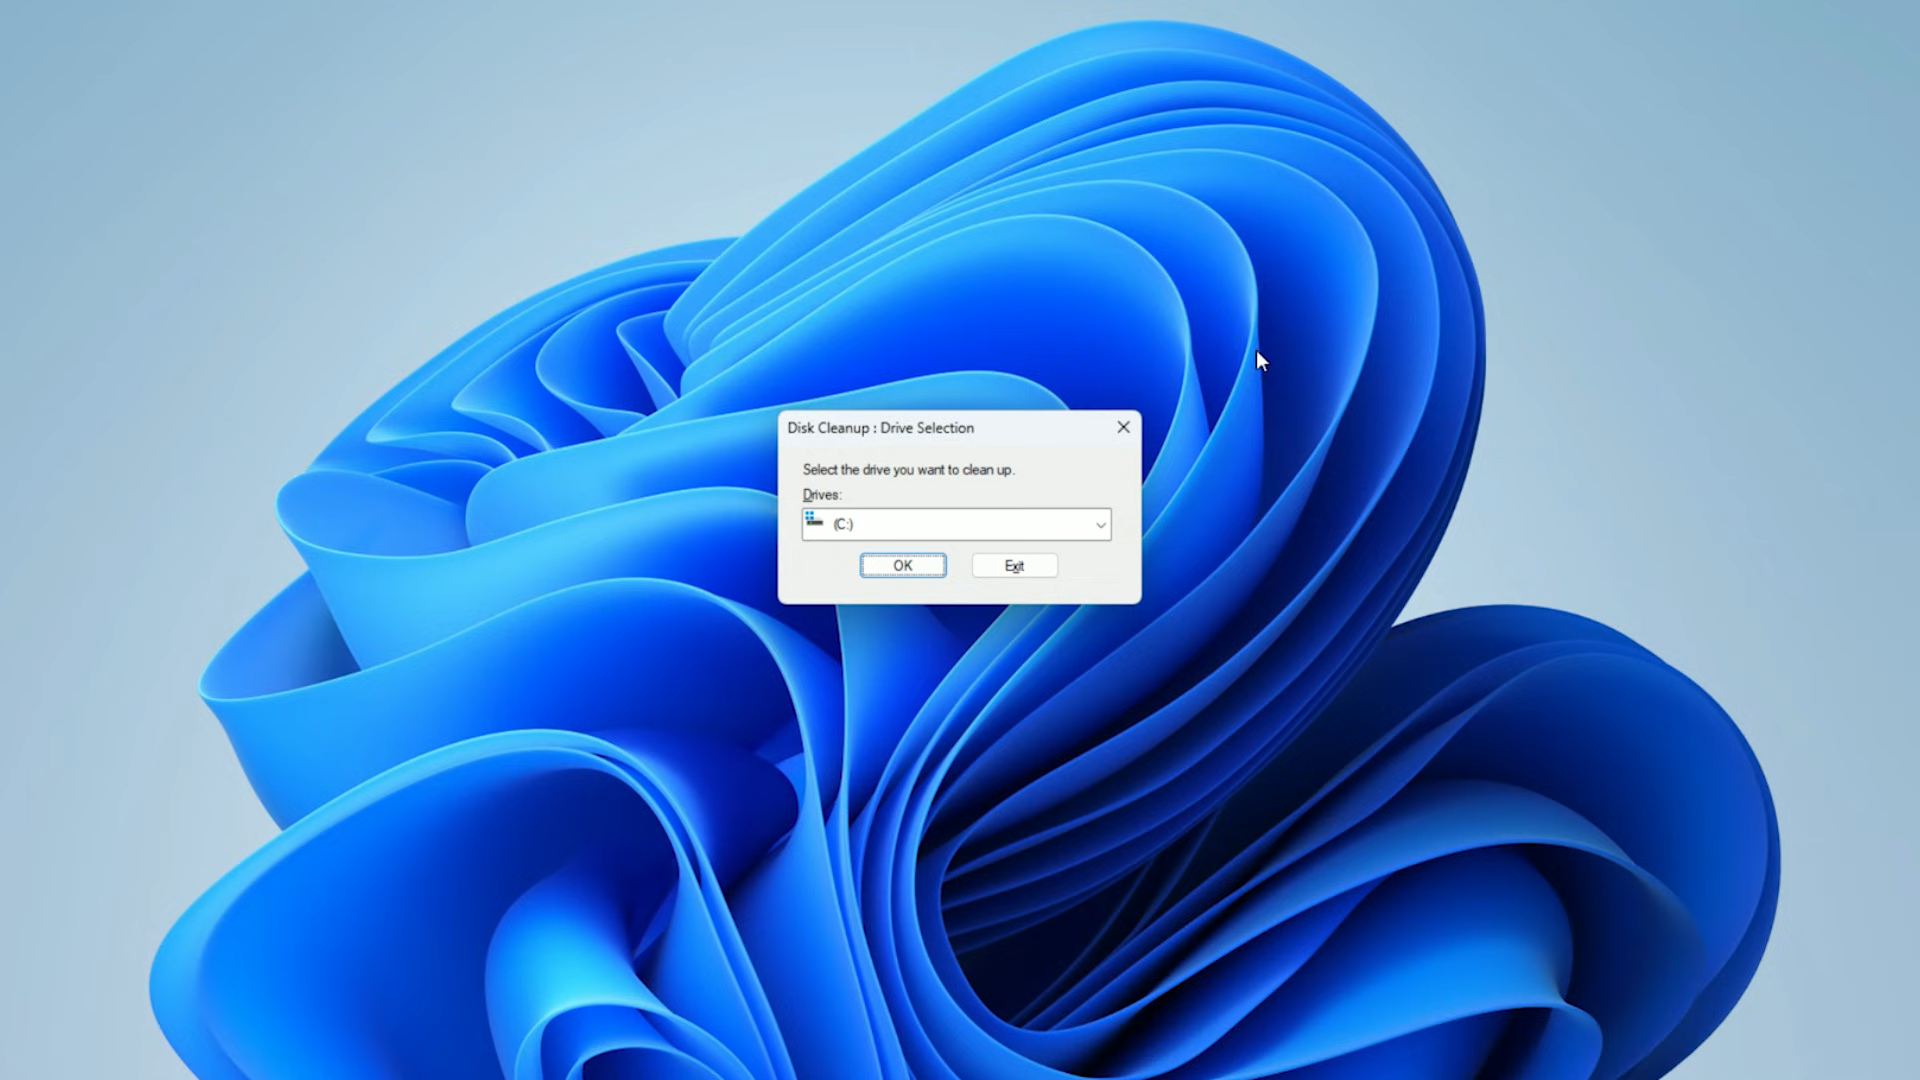 Disk Cleanup : Drive Selection
Select the drive you want to clean up.
Drives:
(C:)
OK
Exit